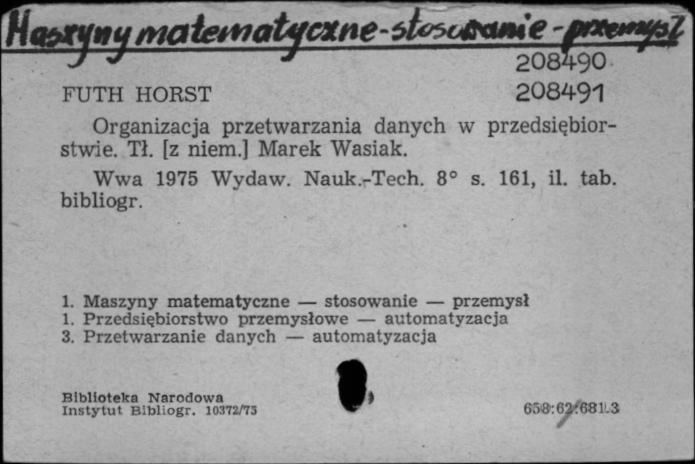 Maszyny matematyczne-stosowanie-przemysł
208490
FUTH HORST 208491
Organizacja przetwarzania danych w przedsiębior-
stwie. Tł. [z niem.] Marek Wasiak.
Wwa 1975 Wydaw. Nauk.-Tech. 8° s. 161, il. tab.
bibliogr.
1. Maszyny matematyczne — stosowanie — przemysł
1. Przedsiębiorstwo przemysłowe — automatyzacja
3. Przetwarzanie danych — automatyzacja
Biblioteka Narodowa
Instytut Bibliogr. 10372/75 658:62:681.3